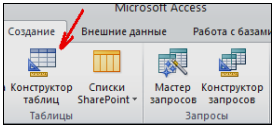 Microsoft Access
Создание Внешние данные Работа с базами
Конструктор таблиц
Списки SharePoint
Мастер запросов
Конструктор запросов
Таблицы Запросы